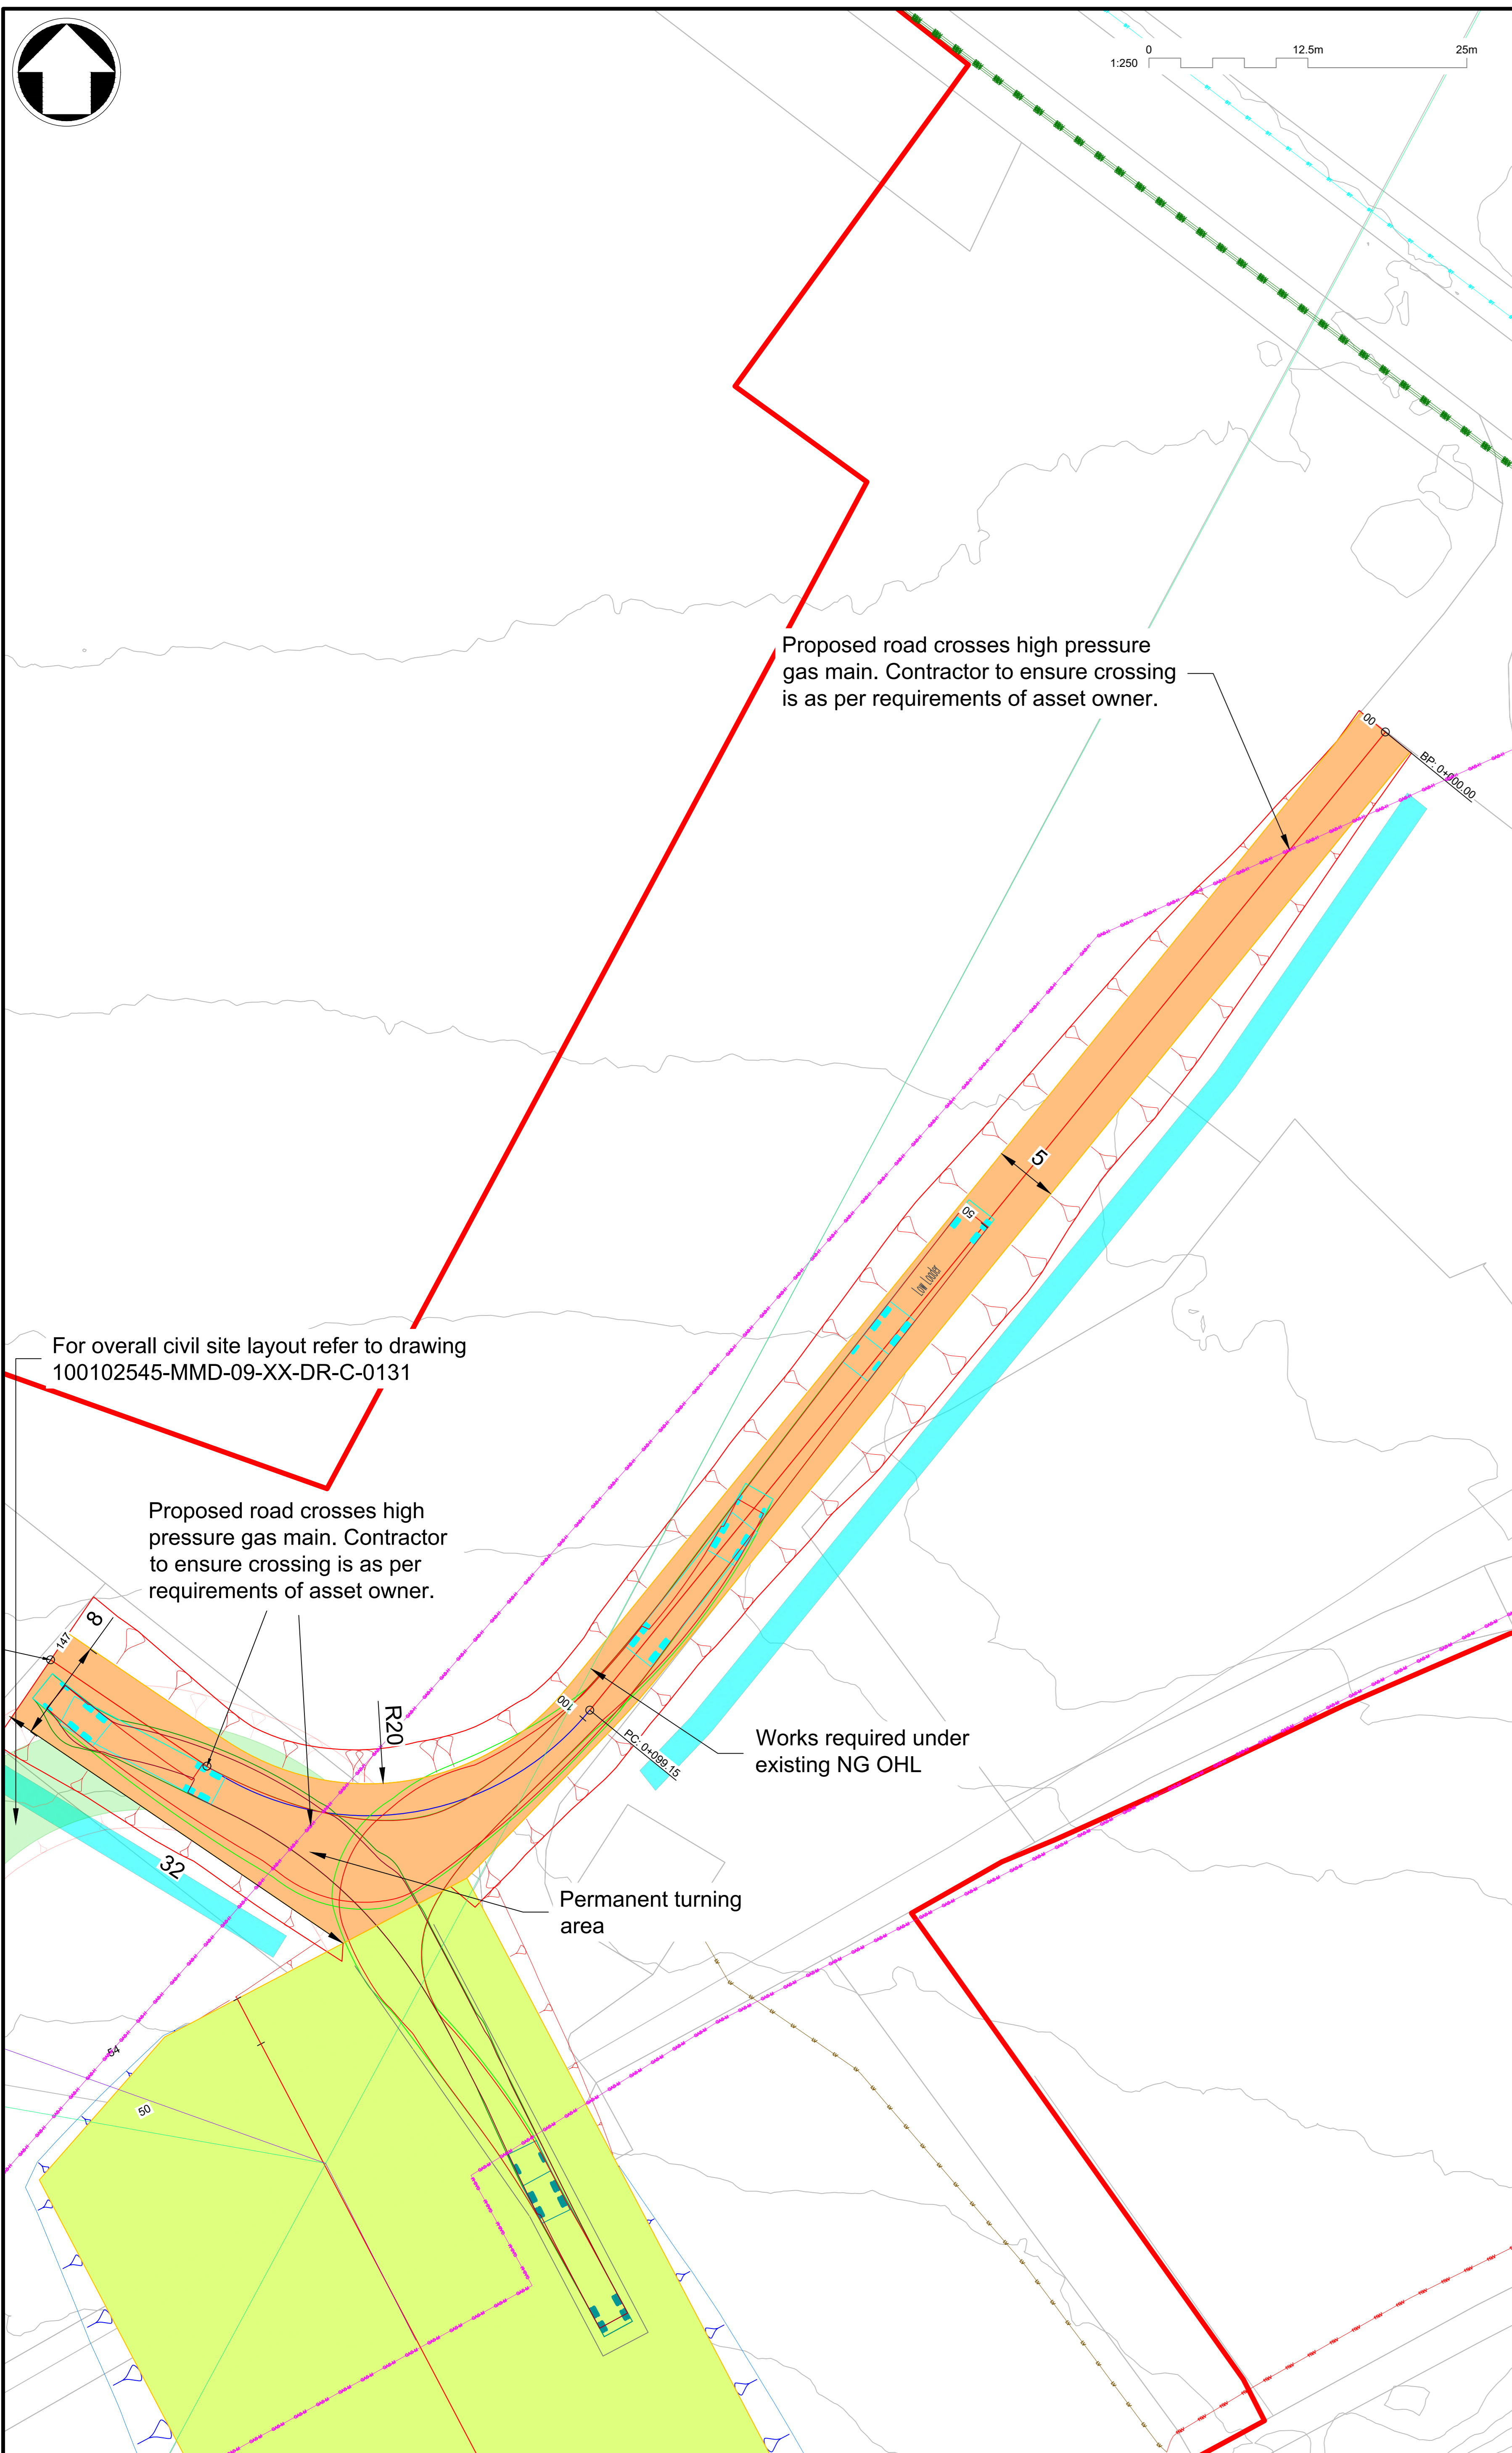 0 12.5m 25m
1:250
Proposed road crosses high pressure
gas main. Contractor to ensure crossing
is as per requirements of asset owner.
00
BP: 0+000.00
5
50
Low Loader
For overall civil site layout refer to drawing
100102545-MMD-09-XX-DR-C-0131
Proposed road crosses high
pressure gas main. Contractor
to ensure crossing is as per
requirements of asset owner.
147
8
R20
100
PC: 0+099.15
Works required under
existing NG OHL
32
Permanent turning
area
54
50